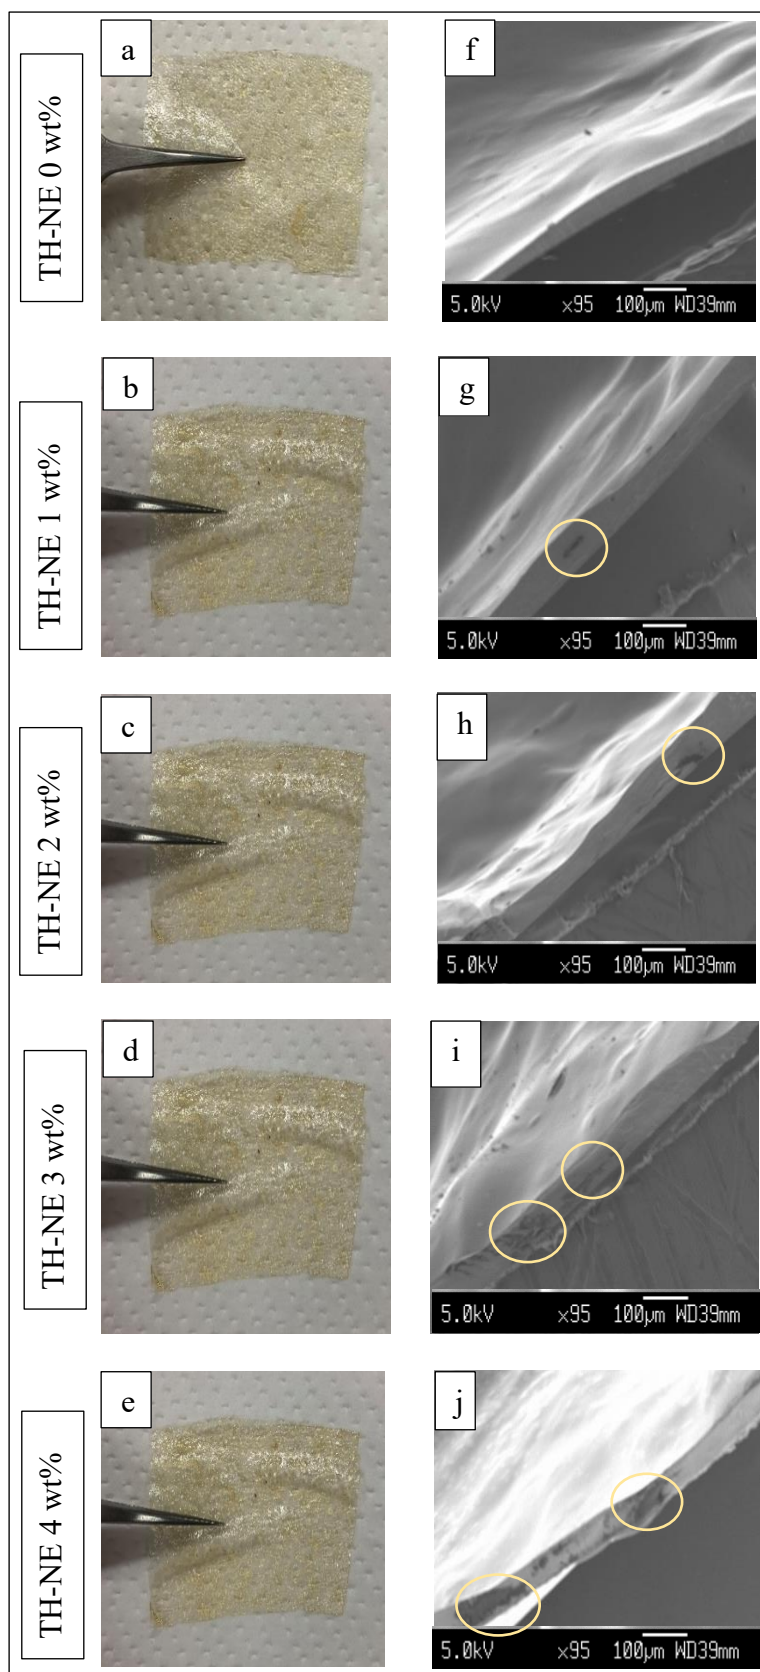 TH-NE 0 wt%
a
f
5.0kV x95 100µm WD39mm
TH-NE 1 wt%
b
g
5.0kV x95 100µm WD39mm
TH-NE 2 wt%
c
h
5.0kV x95 100µm WD39mm
TH-NE 3 wt%
d
i
5.0kV x95 100µm WD39mm
TH-NE 4 wt%
e
j
5.0kV x95 100µm WD39mm